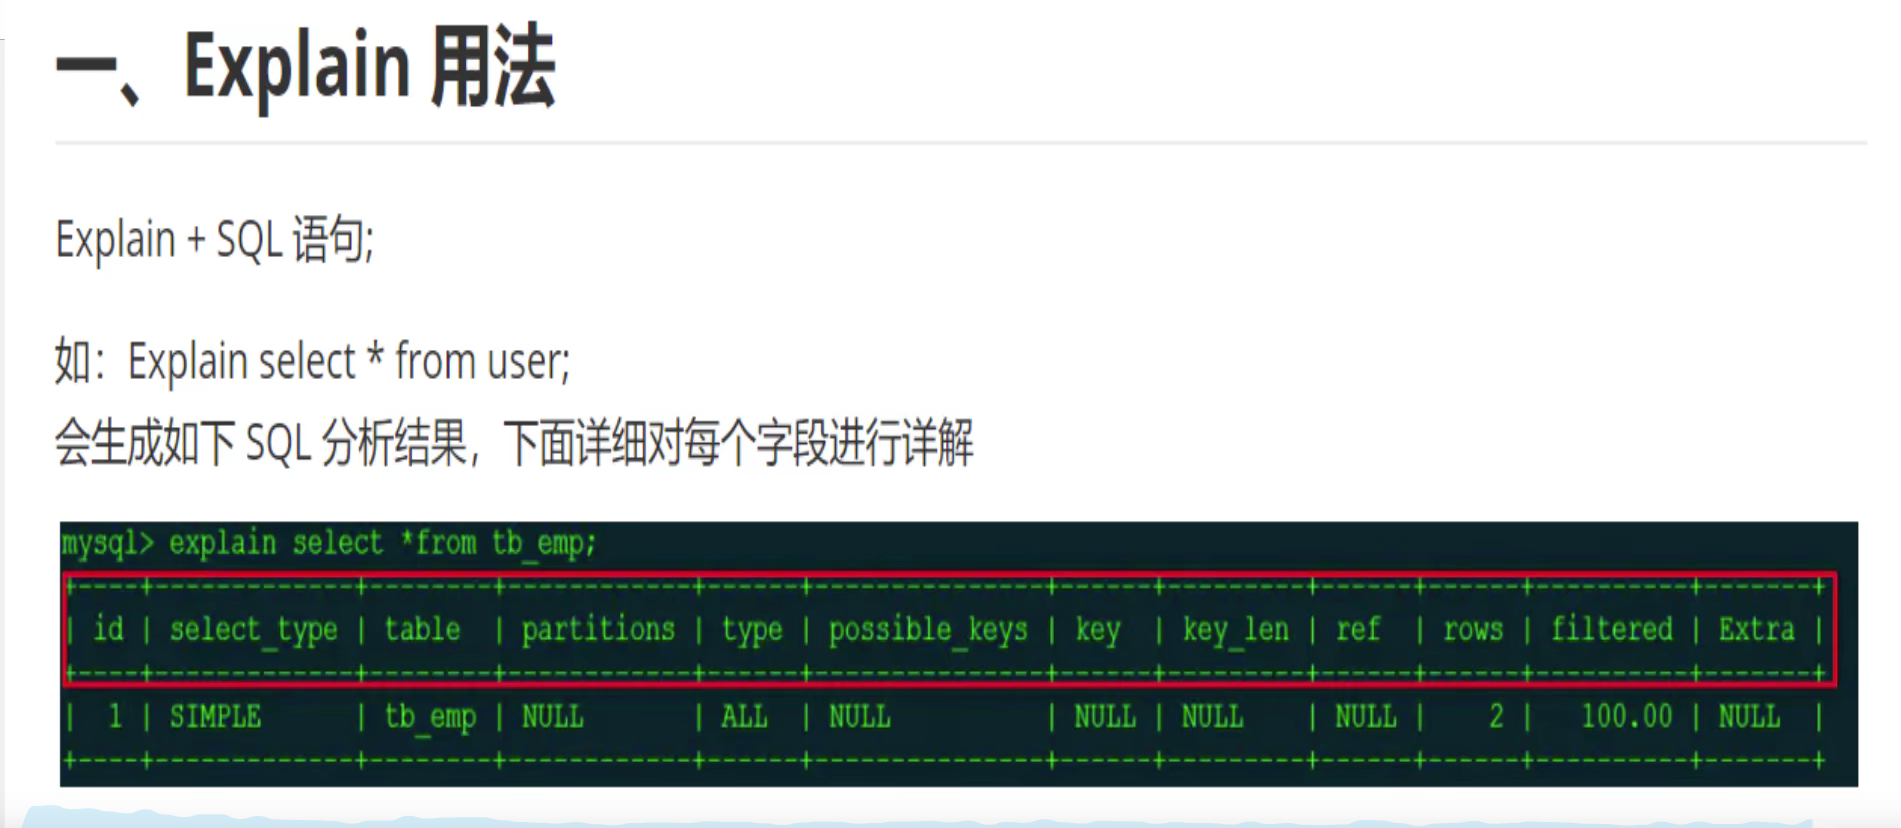 一、Explain 用法
Explain + SQL 语句;
如：Explain select * from user;
会生成如下 SQL 分析结果，下面详细对每个字段进行详解
mysql> explain select *from tb_emp;
+----+-------------+--------+------------+------+---------------+------+---------+------+------+----------+-------+
| id | select_type | table  | partitions | type | possible_keys | key  | key_len | ref  | rows | filtered | Extra |
+----+-------------+--------+------------+------+---------------+------+---------+------+------+----------+-------+
|  1 | SIMPLE      | tb_emp | NULL       | ALL  | NULL          | NULL | NULL    | NULL |    2 |   100.00 | NULL  |
+----+-------------+--------+------------+------+---------------+------+---------+------+------+----------+-------+